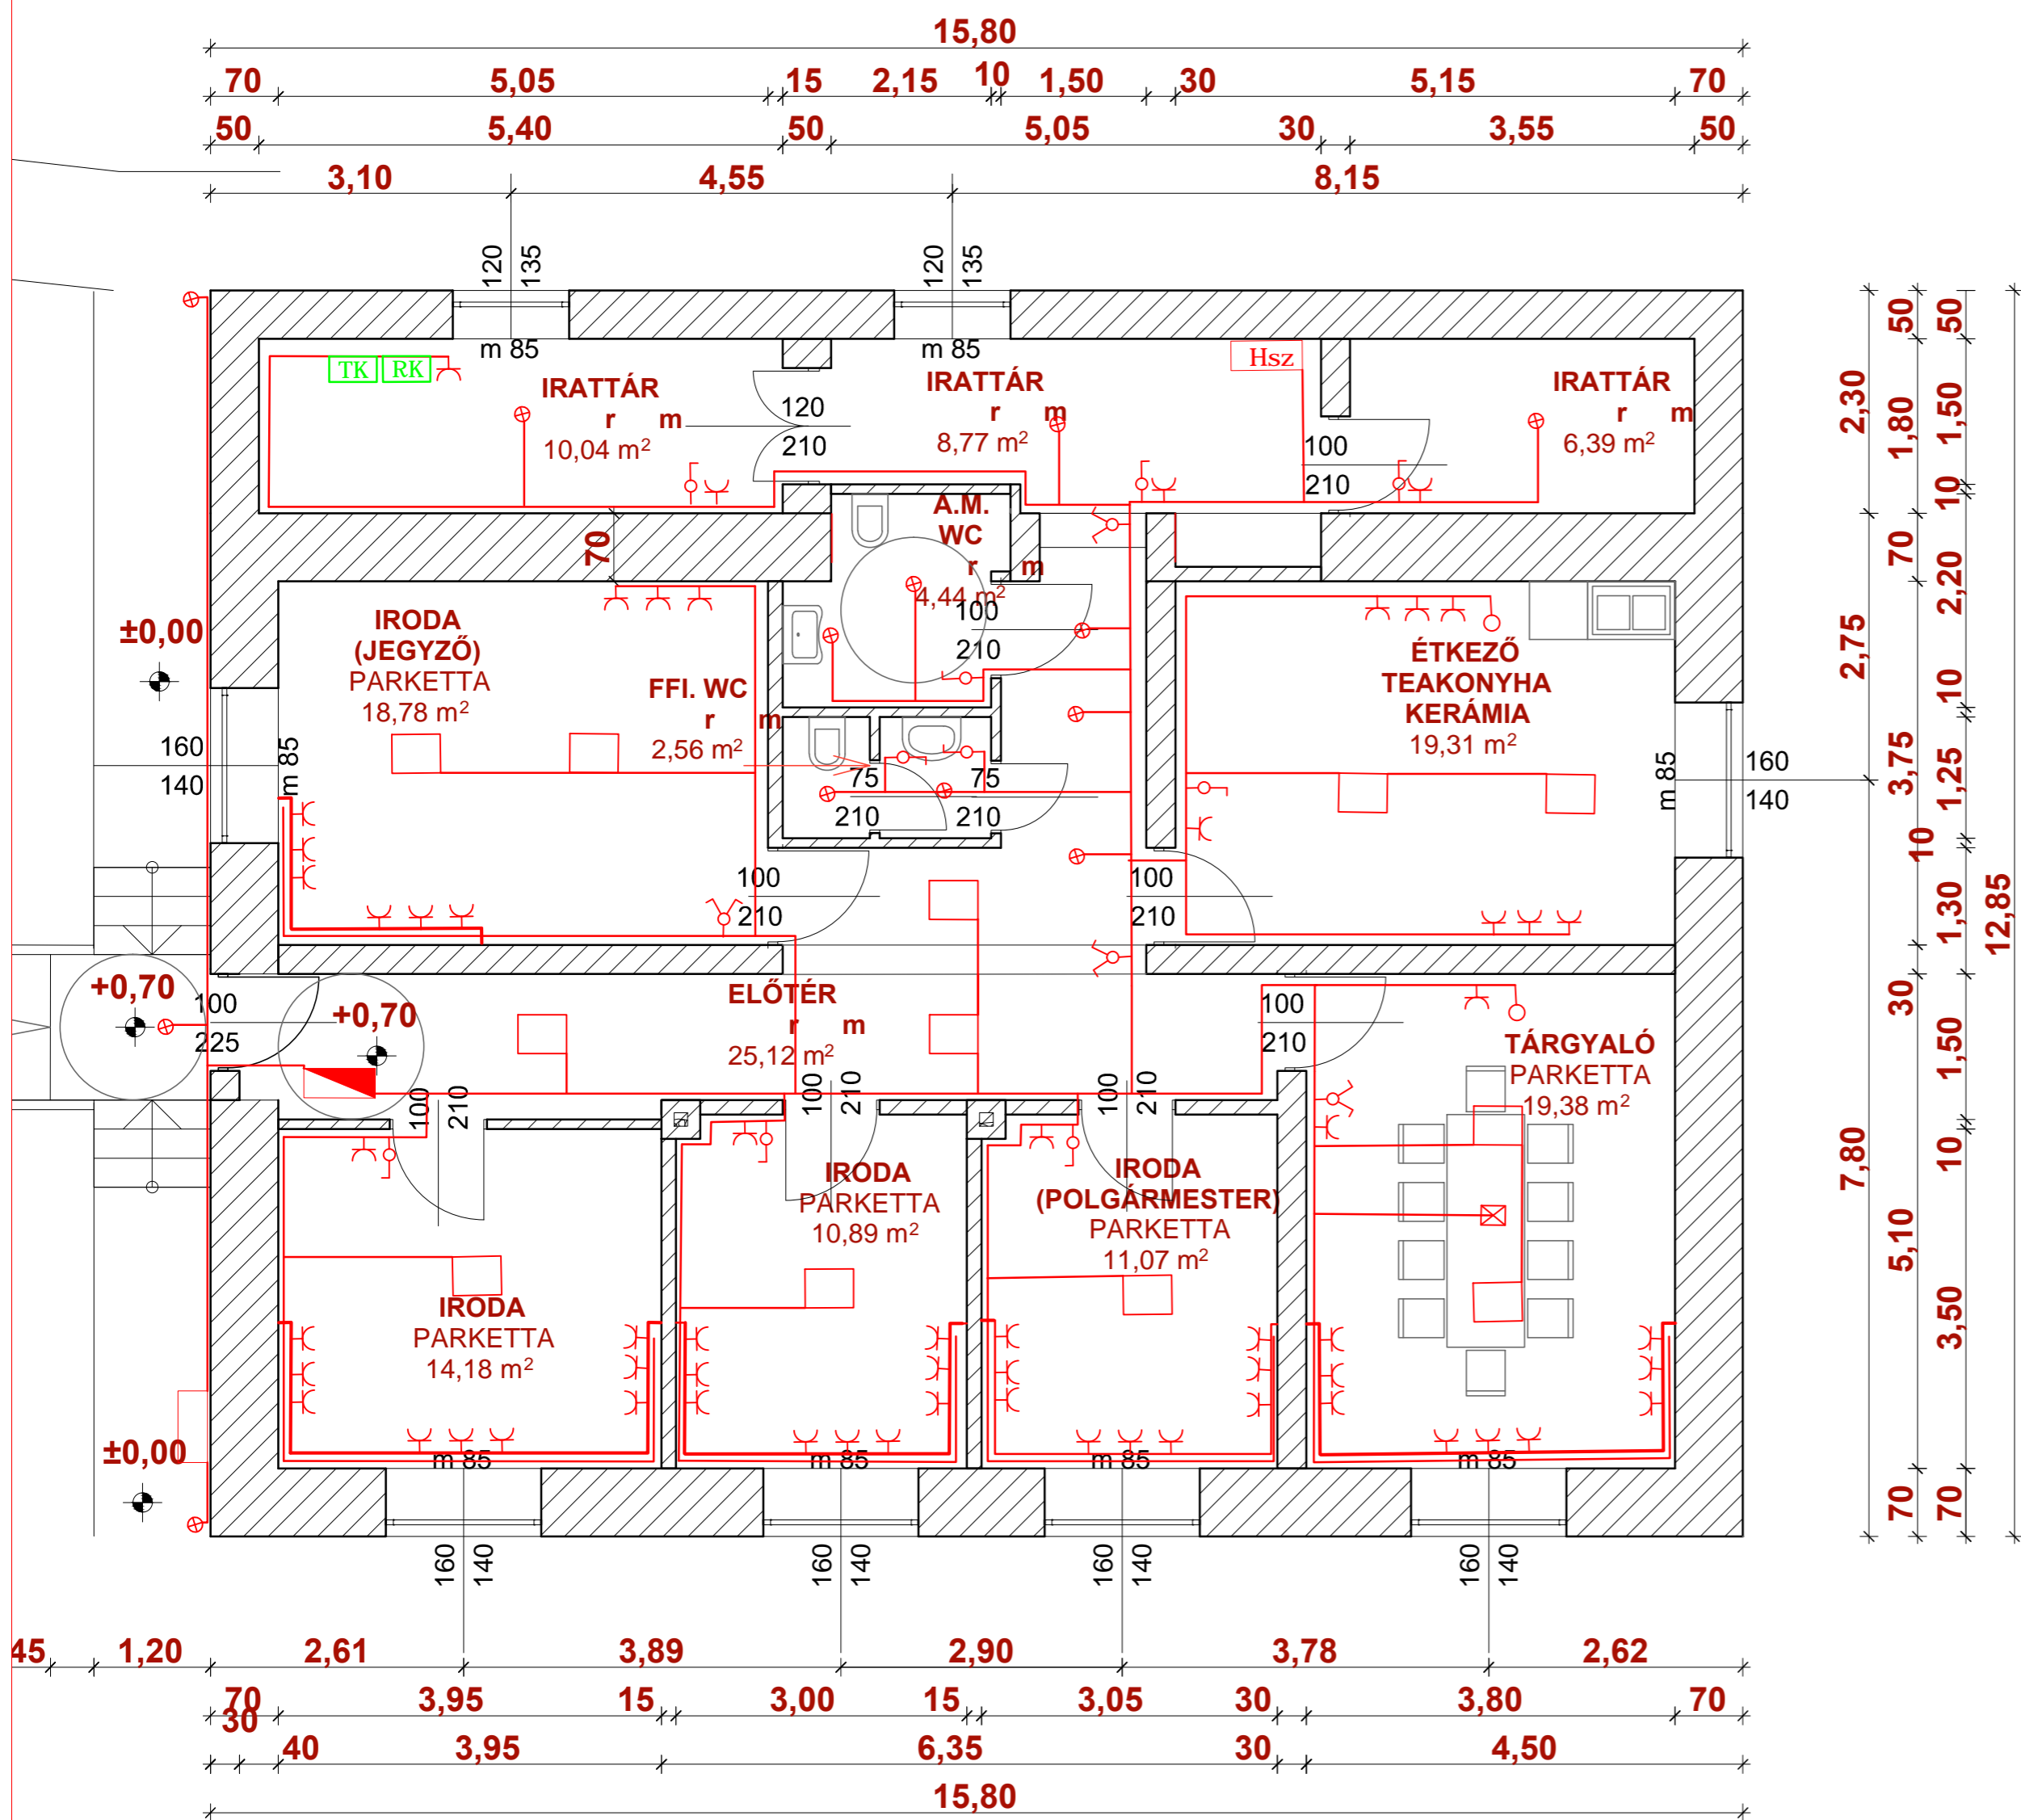 15,80
70 5,05 15 2,15 10 1,50 30 5,15 70
50 5,40 50 5,05 30 3,55 50
3,10 4,55 8,15
120 135
120 135
m 85
m 85
TK RK
Hsz
IRATTÁR
r m
10,04 m²
120
210
IRATTÁR
r m
8,77 m²
100
210
IRATTÁR
r m
6,39 m²
70
A.M.
WC
r m
4,44 m²
100
210
±0,00
160
140
m 85
IRODA
(JEGYZŐ)
PARKETTA
18,78 m²
FFI. WC
r m
2,56 m²
75
210
75
210
ÉTKEZŐ
TEAKONYHA
KERÁMIA
19,31 m²
m 85
160
140
100
210
100
210
+0,70
100
225
+0,70
ELŐTÉR
r m
25,12 m²
100
210
TÁRGYALÓ
PARKETTA
19,38 m²
100 210
100 210
100 210
IRODA
PARKETTA
14,18 m²
IRODA
PARKETTA
10,89 m²
IRODA
(POLGÁRMESTER)
PARKETTA
11,07 m²
±0,00
m 85
m 85
m 85
m 85
160 140
160 140
160 140
160 140
2,30 2,75 7,80
50 1,80 70 3,75 30 5,10 70
50 1,50 10 2,20 10 1,25 10 1,30 1,50 10 3,50 70
12,85
45 1,20 2,61 3,89 2,90 3,78 2,62
70 3,95 15 3,00 15 3,05 30 3,80 70
30 40 3,95 6,35 30 4,50
15,80